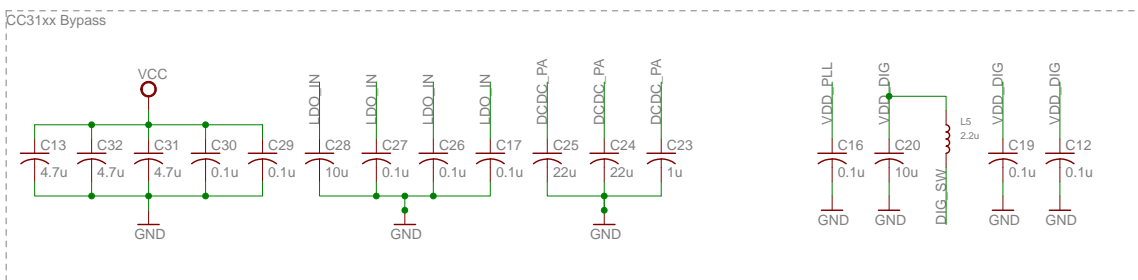 CC31xx Bypass
VCC
LDO_IN
LDO_IN
LDO_IN
LDO_IN
DCDC_PA
DCDC_PA
DCDC_PA
VDD_PLL
VDD_DIG
VDD_DIG
VDD_DIG
L5
2.2u
C13
C32
C31
C30
C29
C28
C27
C26
C17
C25
C24
C23
C16
C20
C19
C12
4.7u
4.7u
4.7u
0.1u
0.1u
10u
0.1u
0.1u
0.1u
22u
22u
1u
0.1u
10u
0.1u
0.1u
DIG_SW
GND
GND
GND
GND
GND
GND
GND